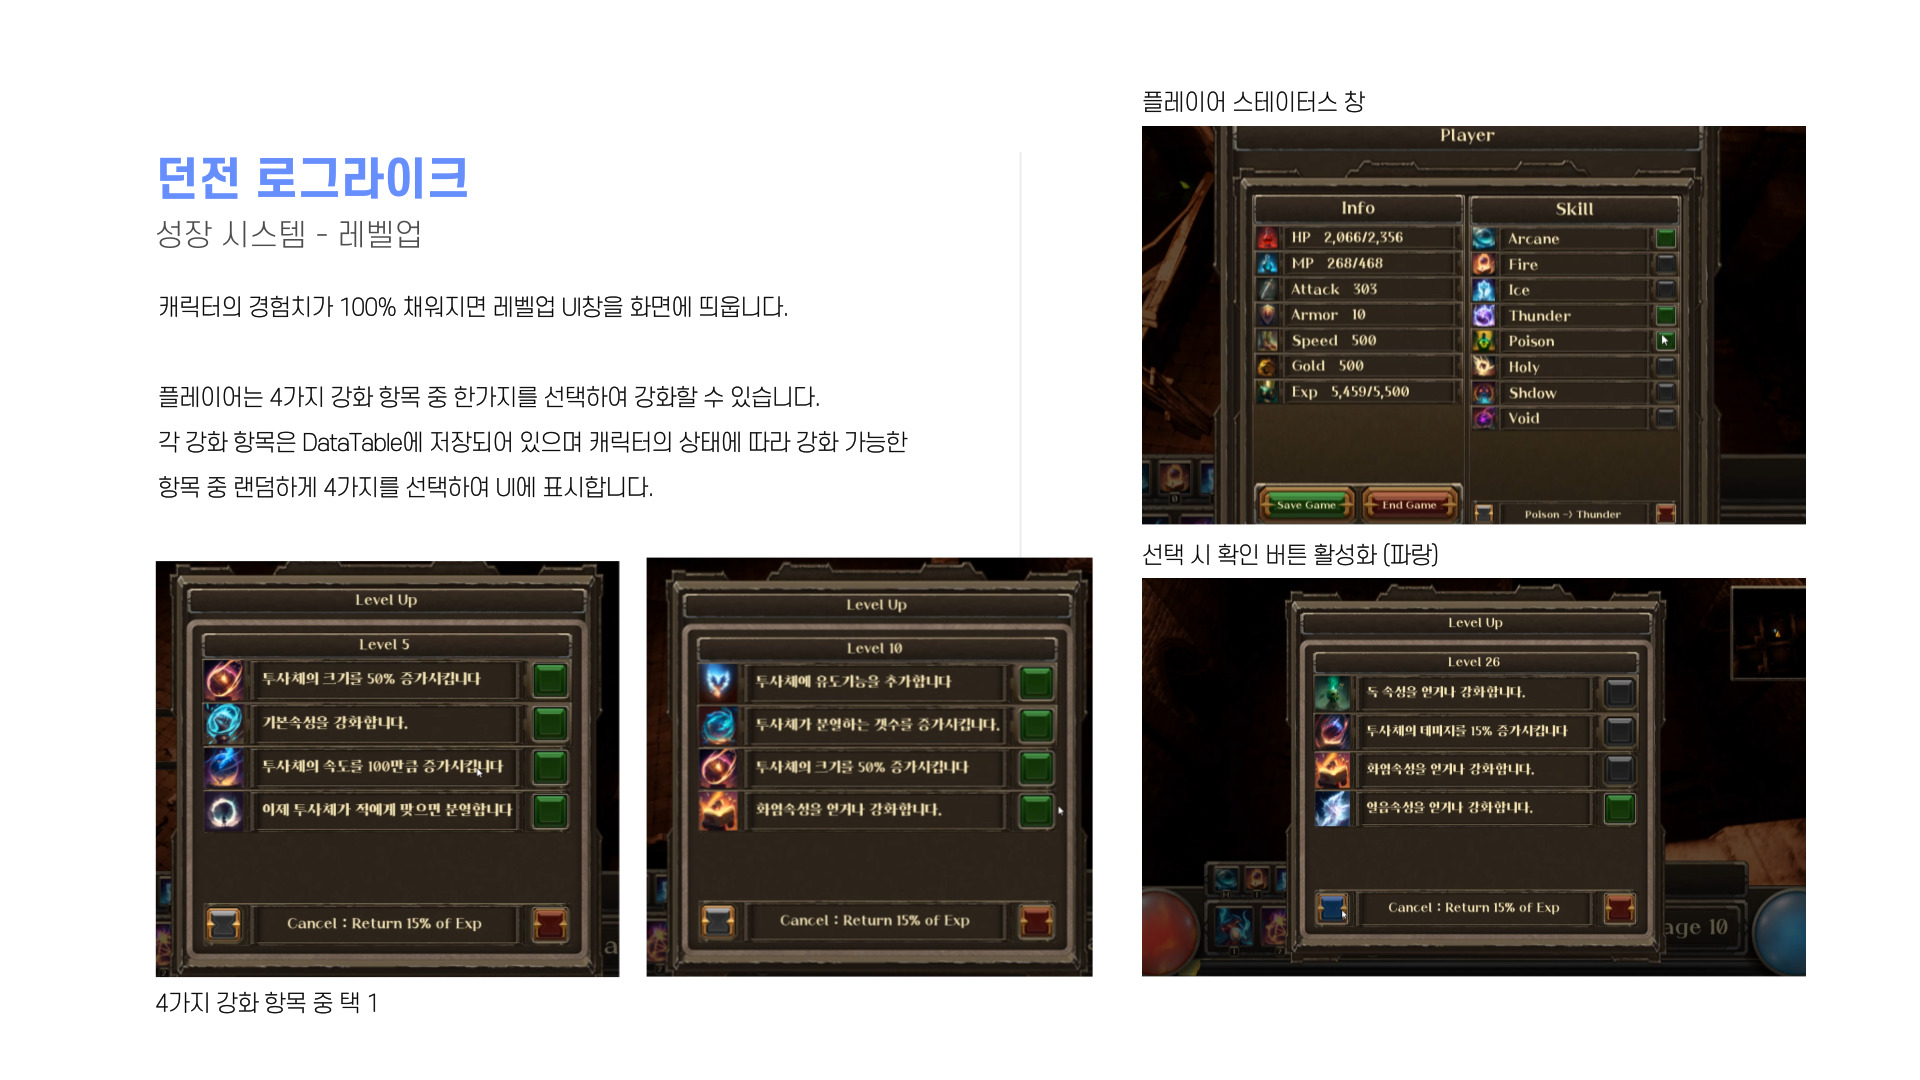 던전 로그라이크
성장 시스템 - 레벨업
캐릭터의 경험치가 100% 채워지면 레벨업 UI창을 화면에 띄웁니다.
플레이어는 4가지 강화 항목 중 한가지를 선택하여 강화할 수 있습니다.
각 강화 항목은 DataTable에 저장되어 있으며 캐릭터의 상태에 따라 강화 가능한
항목 중 랜덤하게 4가지를 선택하여 UI에 표시합니다.
Level Up
Level 5
투사체의 크기를 50% 증가시킵니다
기본속성을 강화합니다.
투사체의 속도를 100만큼 증가시킵니다
이제 투사체가 적에게 맞으면 분열합니다
Cancel : Return 15% of Exp
Level Up
Level 10
투사체에 유도기능을 추가합니다
투사체가 분열하는 갯수를 증가시킵니다.
투사체의 크기를 50% 증가시킵니다
화염속성을 얻거나 강화합니다.
Cancel : Return 15% of Exp
4가지 강화 항목 중 택 1
플레이어 스테이터스 창
Player
Info
HP 2,066/2,356
MP 268/468
Attack 303
Armor 10
Speed 500
Gold 500
Exp 5,459/5,500
Save Game
End Game
Skill
Arcane
Fire
Ice
Thunder
Poison
Holy
Shdow
Void
Poison -> Thunder
선택 시 확인 버튼 활성화 (파랑)
Level Up
Level 26
독 속성을 얻거나 강화합니다.
투사체의 데미지를 15% 증가시킵니다
화염속성을 얻거나 강화합니다.
얼음속성을 얻거나 강화합니다.
Cancel : Return 15% of Exp
age 10